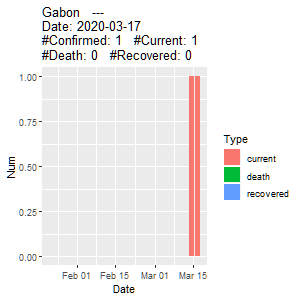 Gabon   ---
Date: 2020-03-17
#Confirmed: 1   #Current: 1
#Death: 0   #Recovered: 0
1.00
0.75
0.50
0.25
0.00
Num
Feb 01
Feb 15
Mar 01
Mar 15
Date
Type
current
death
recovered